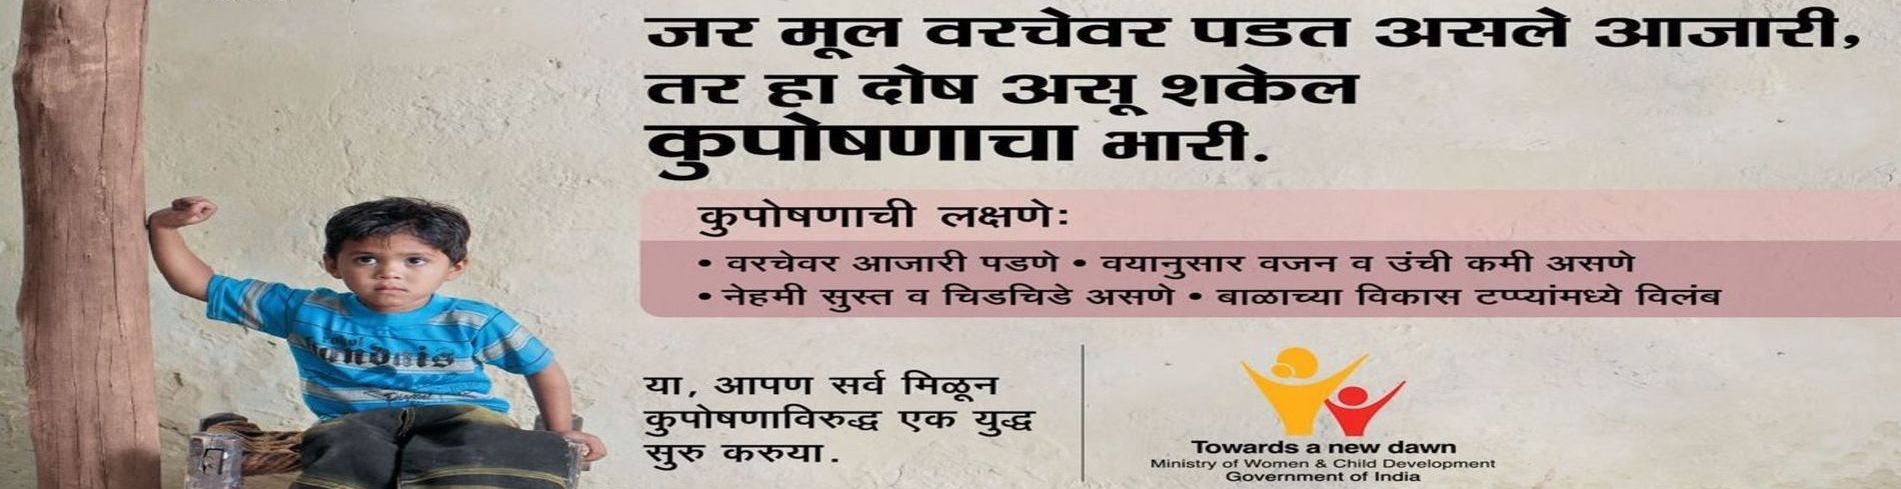 जर मूल वरचेवर पडत असले आजारी,
तर हा दोष असू शकेल
कुपोषणाचा भारी.
कुपोषणाची लक्षणे:
• वरचेवर आजारी पडणे • वयानुसार वजन व उंची कमी असणे
• नेहमी सुस्त व चिडचिडे असणे • बाळाच्या विकास टप्प्यांमध्ये विलंब
या, आपण सर्व मिळून
कुपोषणाविरुद्ध एक युद्ध
सुरु करुया.
Towards a new dawn
Ministry of Women & Child Development
Government of India